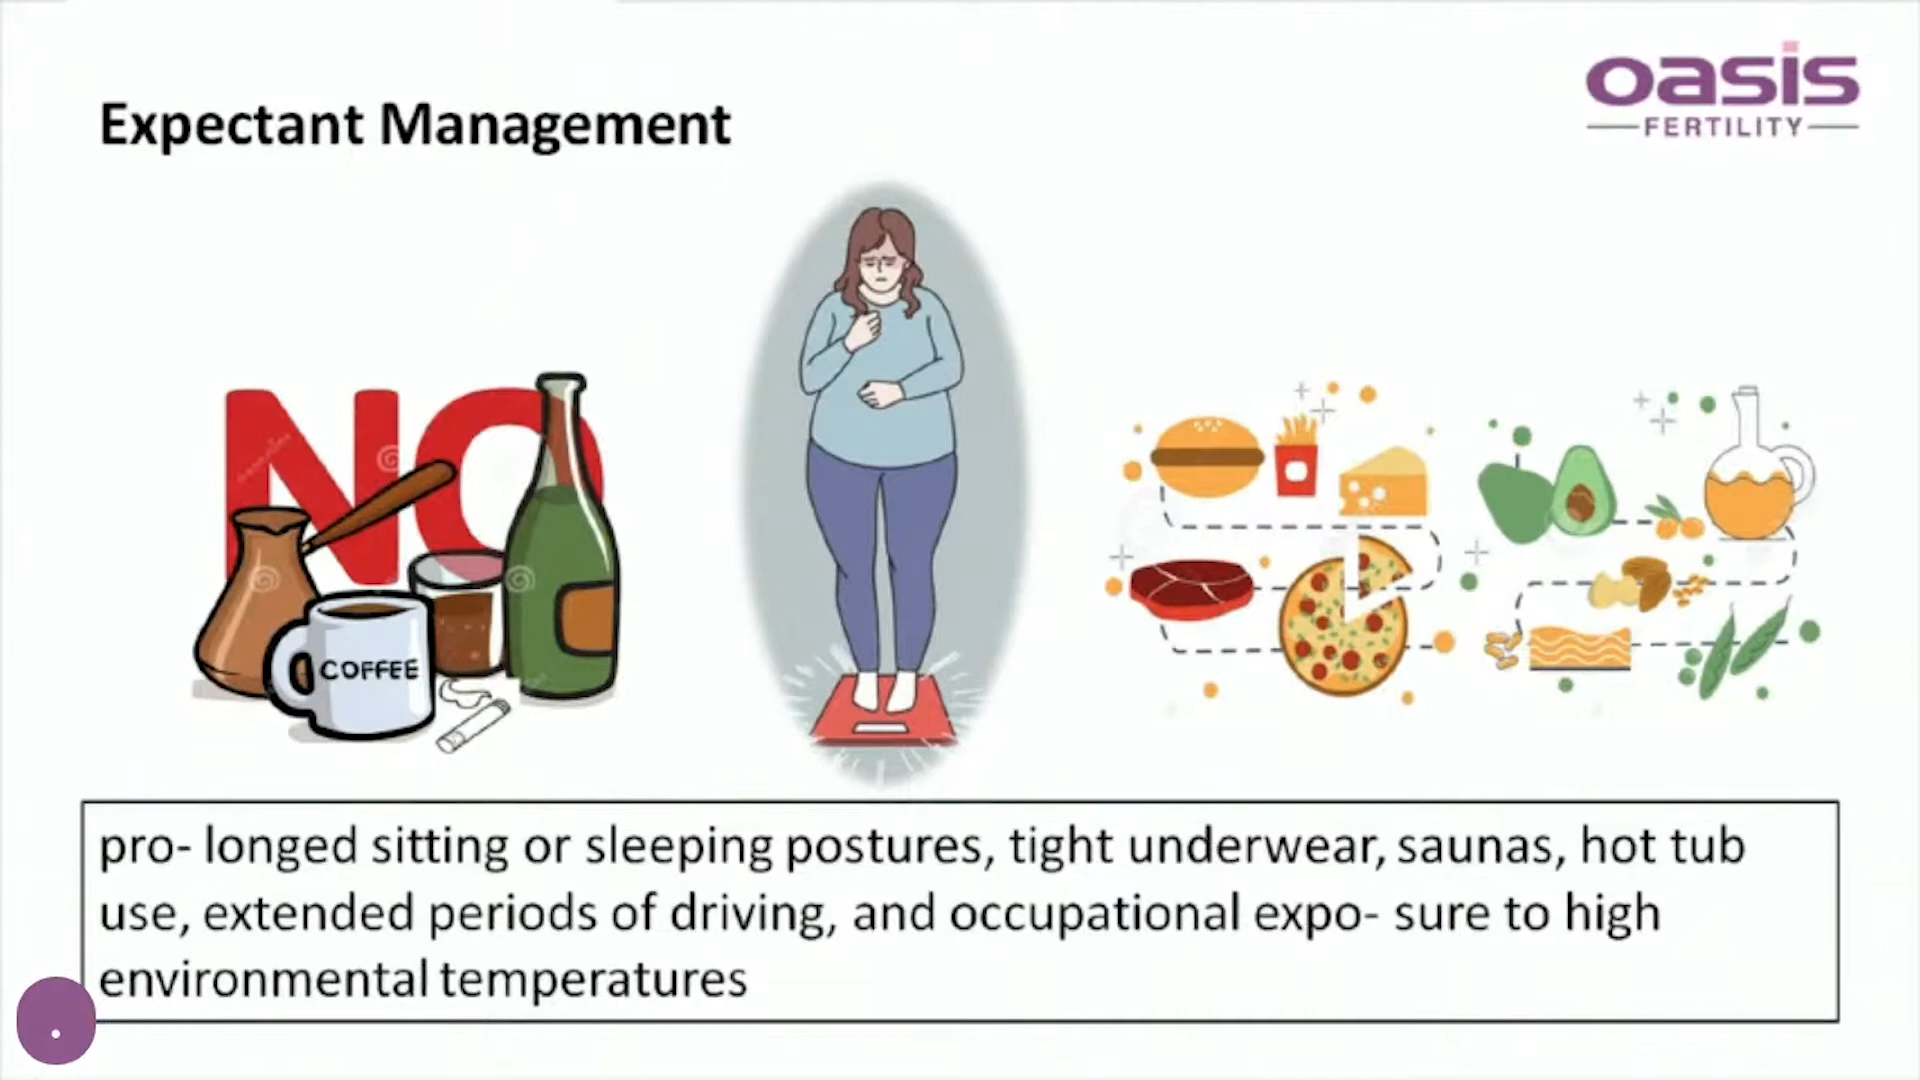 oasis
FERTILITY
Expectant Management
NO
COFFEE
pro- longed sitting or sleeping postures, tight underwear, saunas, hot tub
use, extended periods of driving, and occupational expo- sure to high
environmental temperatures